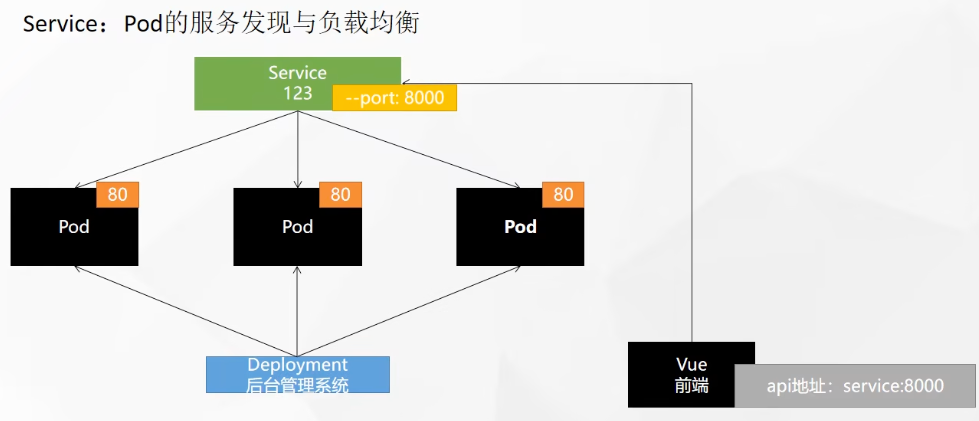 Service：Pod的服务发现与负载均衡
Service
123
--port: 8000
80
80
80
Pod
Pod
Pod
Deployment
后台管理系统
Vue
前端
api地址：service:8000